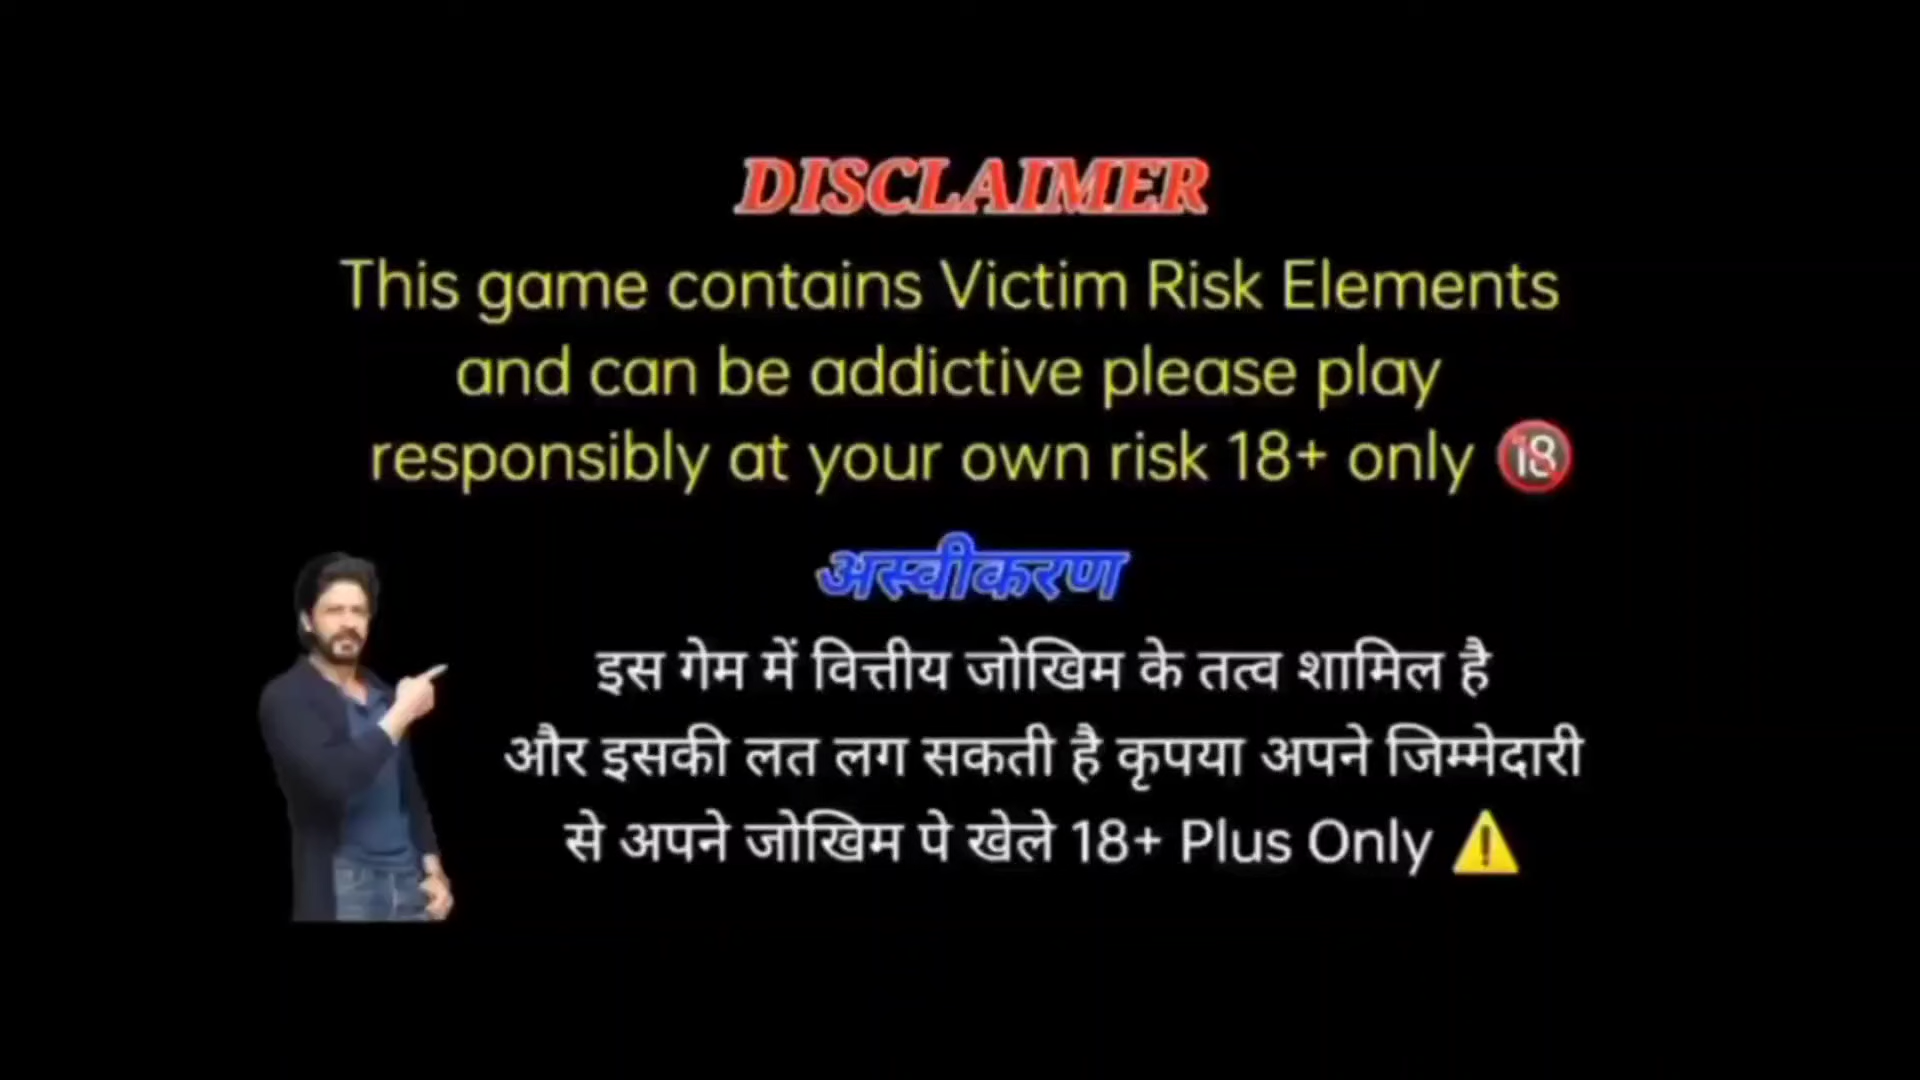 DISCLAIMER
This game contains Victim Risk Elements
and can be addictive please play
responsibly at your own risk 18+ only 🔞
अस्वीकरण
इस गेम में वित्तीय जोखिम के तत्व शामिल है
और इसकी लत लग सकती है कृपया अपने जिम्मेदारी
से अपने जोखिम पे खेले 18+ Plus Only ⚠️